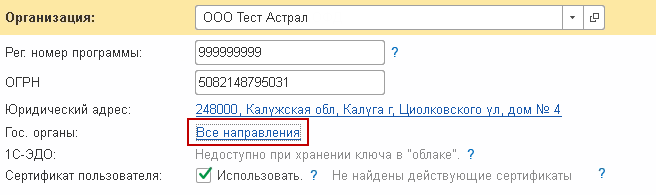 Организация: ООО Тест Астрал
Рег. номер программы: 999999999 ?
ОГРН 5082148795031
Юридический адрес: 248000, Калужская обл, Калуга г, Циолковского ул, дом № 4
Гос. органы: Все направления
1С-ЭДО: Недоступно при хранении ключа в "облаке". ?
Сертификат пользователя: Использовать. ? Не найдены действующие сертификаты ?